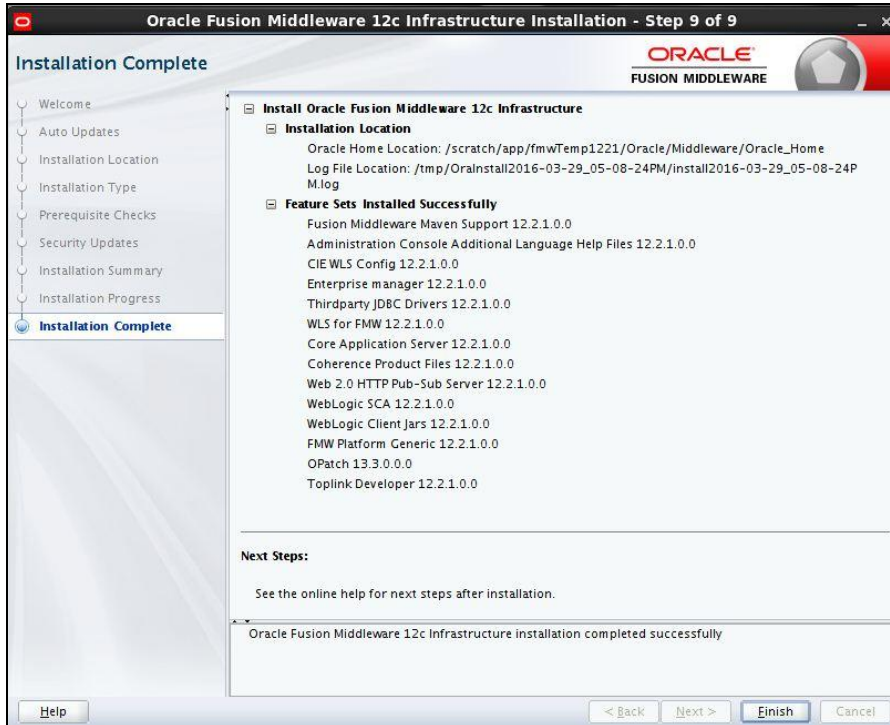 Oracle Fusion Middleware 12c Infrastructure Installation - Step 9 of 9
Installation Complete
ORACLE
FUSION MIDDLEWARE
Welcome
Auto Updates
Installation Location
Installation Type
Prerequisite Checks
Security Updates
Installation Summary
Installation Progress
Installation Complete
Install Oracle Fusion Middleware 12c Infrastructure
Installation Location
Oracle Home Location: /scratch/app/fmwTemp1221/Oracle/Middleware/Oracle_Home
Log File Location: /tmp/OraInstall2016-03-29_05-08-24PM/install2016-03-29_05-08-24P
M.log
Feature Sets Installed Successfully
Fusion Middleware Maven Support 12.2.1.0.0
Administration Console Additional Language Help Files 12.2.1.0.0
CIE WLS Config 12.2.1.0.0
Enterprise manager 12.2.1.0.0
Thirdparty JDBC Drivers 12.2.1.0.0
WLS for FMW 12.2.1.0.0
Core Application Server 12.2.1.0.0
Coherence Product Files 12.2.1.0.0
Web 2.0 HTTP Pub-Sub Server 12.2.1.0.0
WebLogic SCA 12.2.1.0.0
WebLogic Client Jars 12.2.1.0.0
FMW Platform Generic 12.2.1.0.0
OPatch 13.3.0.0.0
Toplink Developer 12.2.1.0.0
Next Steps:
See the online help for next steps after installation.
Oracle Fusion Middleware 12c Infrastructure installation completed successfully
Help
< Back
Next >
Finish
Cancel